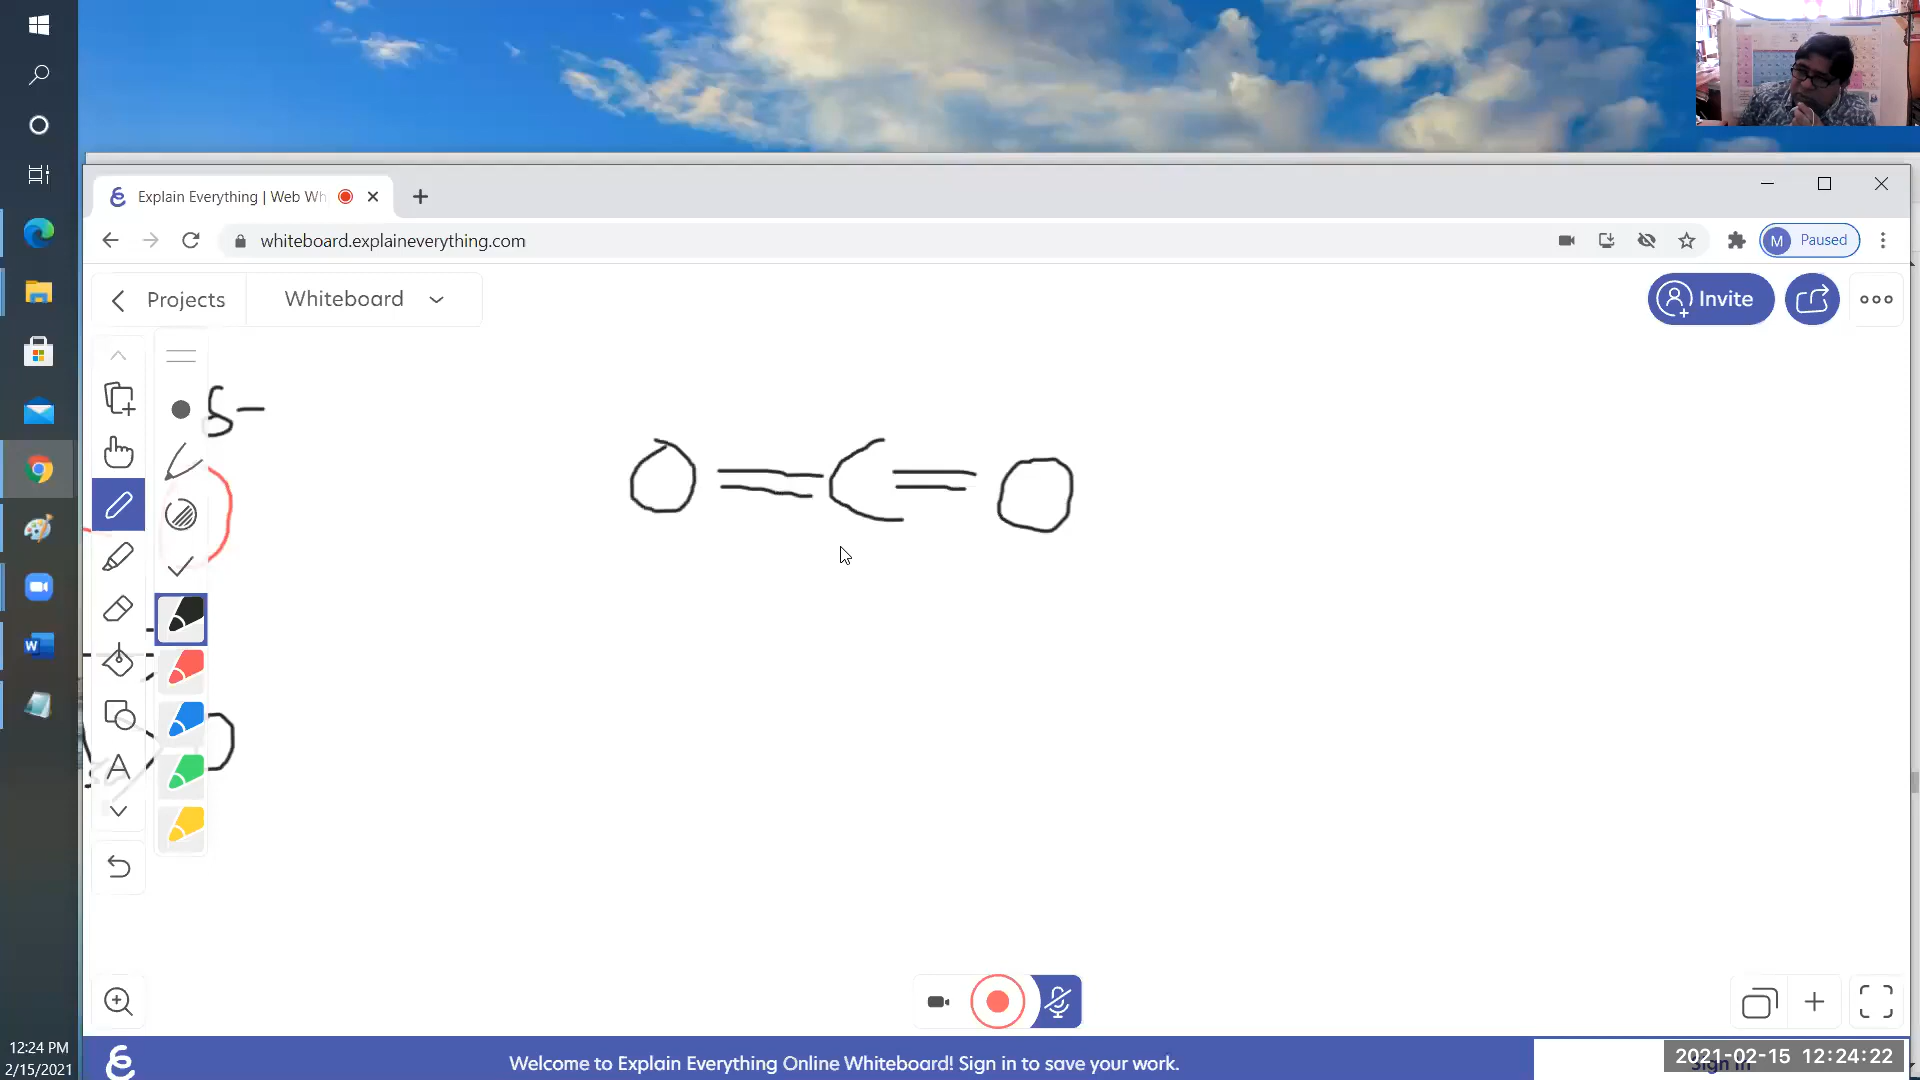 Explain Everything | Web Wh
whiteboard.explaineverything.com
M Paused
Projects
Whiteboard
Invite
δ-
O=C=O
W
A
12:24 PM
2/15/2021
Welcome to Explain Everything Online Whiteboard! Sign in to save your work.
2021-02-15 12:24:22